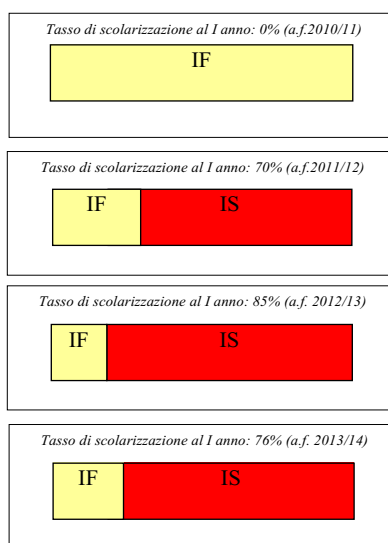 Tasso di scolarizzazione al I anno: 0% (a.f.2010/11)
IF
Tasso di scolarizzazione al I anno: 70% (a.f.2011/12)
IF IS
Tasso di scolarizzazione al I anno: 85% (a.f. 2012/13)
IF IS
Tasso di scolarizzazione al I anno: 76% (a.f. 2013/14)
IF IS